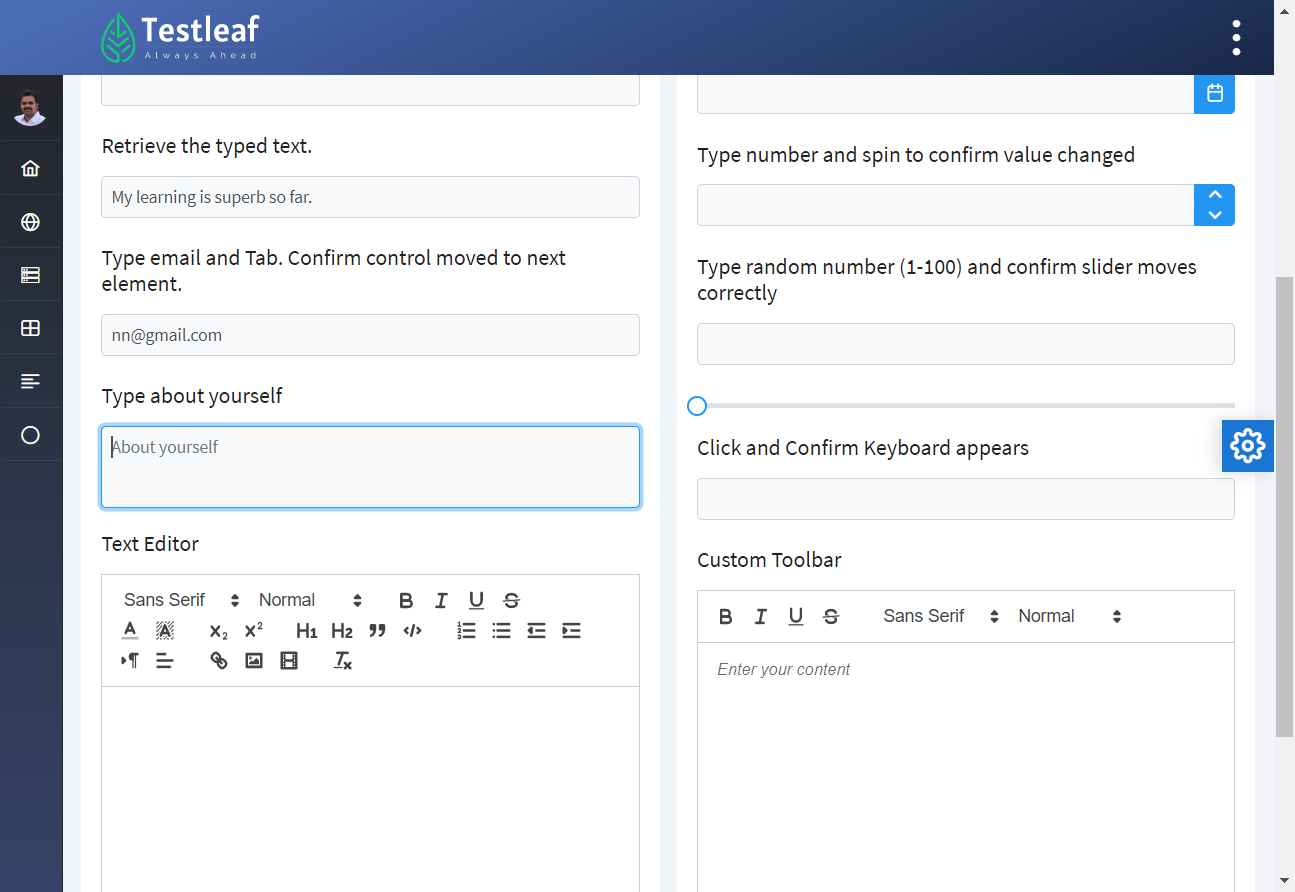 Testleaf
Always Ahead
Retrieve the typed text.
My learning is superb so far.
Type email and Tab. Confirm control moved to next
element.
nn@gmail.com
Type about yourself
About yourself
Text Editor
Sans Serif Normal B I U S
A A X₂ X² H1 H2 ” </>
¶ Tx
Type number and spin to confirm value changed
Type random number (1-100) and confirm slider moves
correctly
Click and Confirm Keyboard appears
Custom Toolbar
B I U S Sans Serif Normal
Enter your content